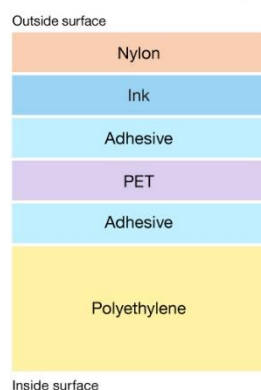 Outside surface
Nylon
Ink
Adhesive
PET
Adhesive
Polyethylene
Inside surface